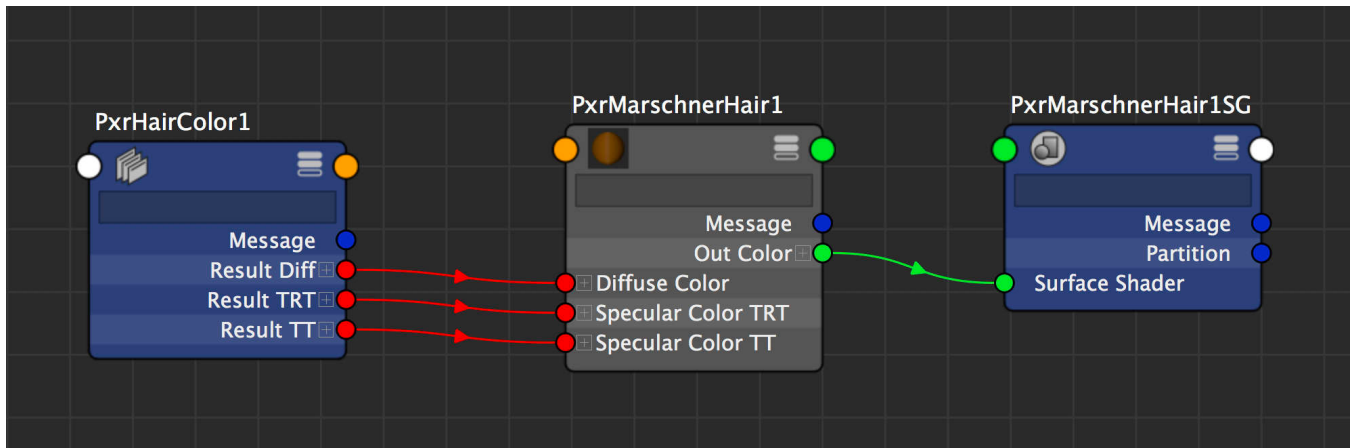 PxrHairColor1
Message
Result Diff
Result TRT
Result TT
PxrMarschnerHair1
Message
Out Color
Diffuse Color
Specular Color TRT
Specular Color TT
PxrMarschnerHair1SG
Message
Partition
Surface Shader